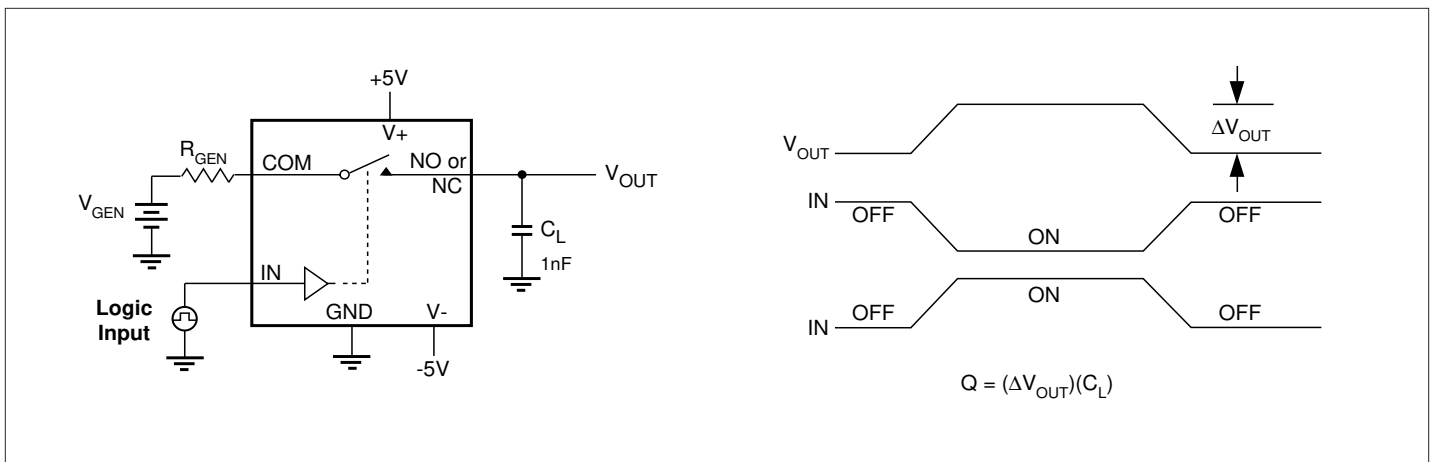 +5V
V+
R_GEN
COM
NO or
NC
V_OUT
V_GEN
C_L
1nF
IN
Logic
Input
GND
V-
-5V
V_OUT
ΔV_OUT
IN
OFF
ON
OFF
IN
OFF
ON
OFF
Q = (ΔV_OUT)(C_L)